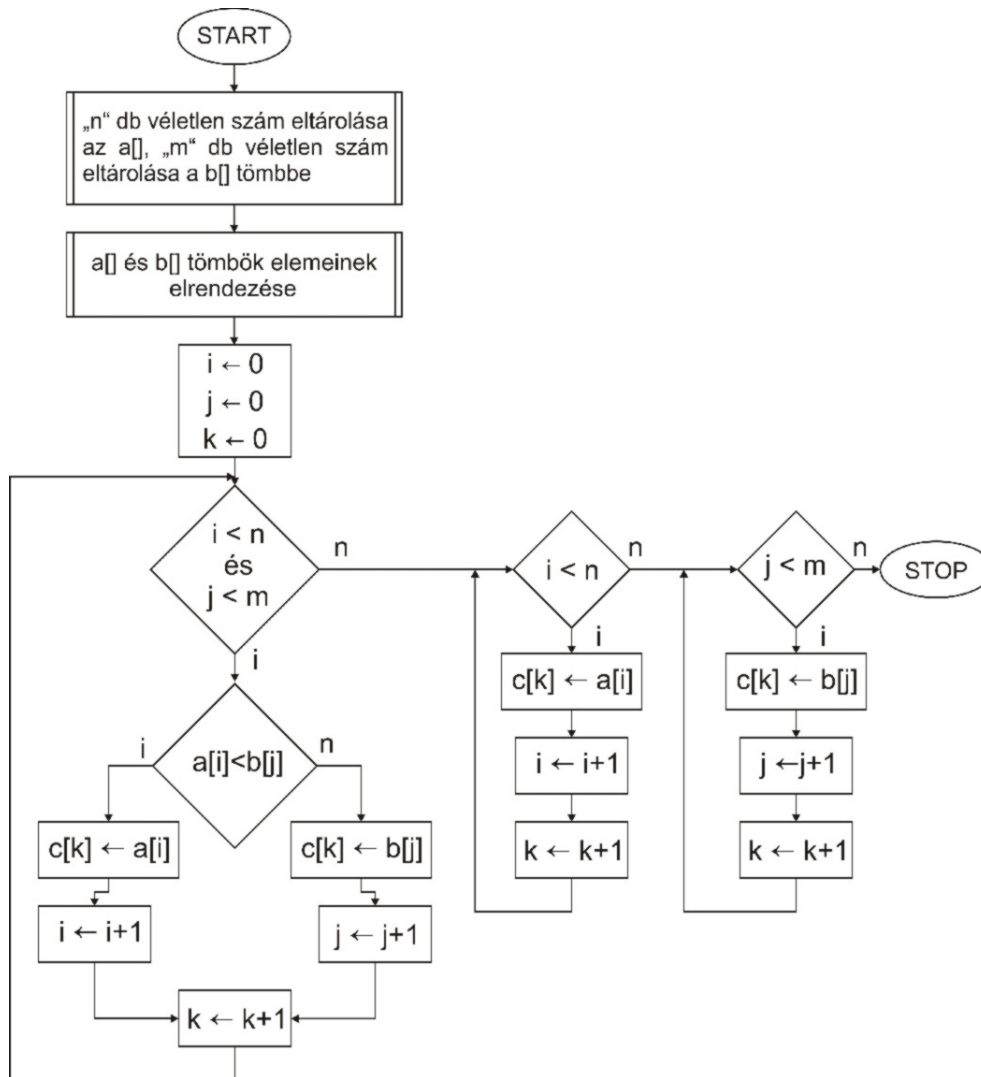 START
„n“ db véletlen szám eltárolása
az a[], „m“ db véletlen szám
eltárolása a b[] tömbbe
a[] és b[] tömbök elemeinek
elrendezése
i ← 0
j ← 0
k ← 0
i < n
és
j < m
n
i
i < n
n
i
j < m
n
i
STOP
c[k] ← a[i]
i ← i+1
k ← k+1
c[k] ← b[j]
j ←j+1
k ← k+1
a[i]<b[j]
i
n
c[k] ← a[i]
i ← i+1
c[k] ← b[j]
j ← j+1
k ← k+1